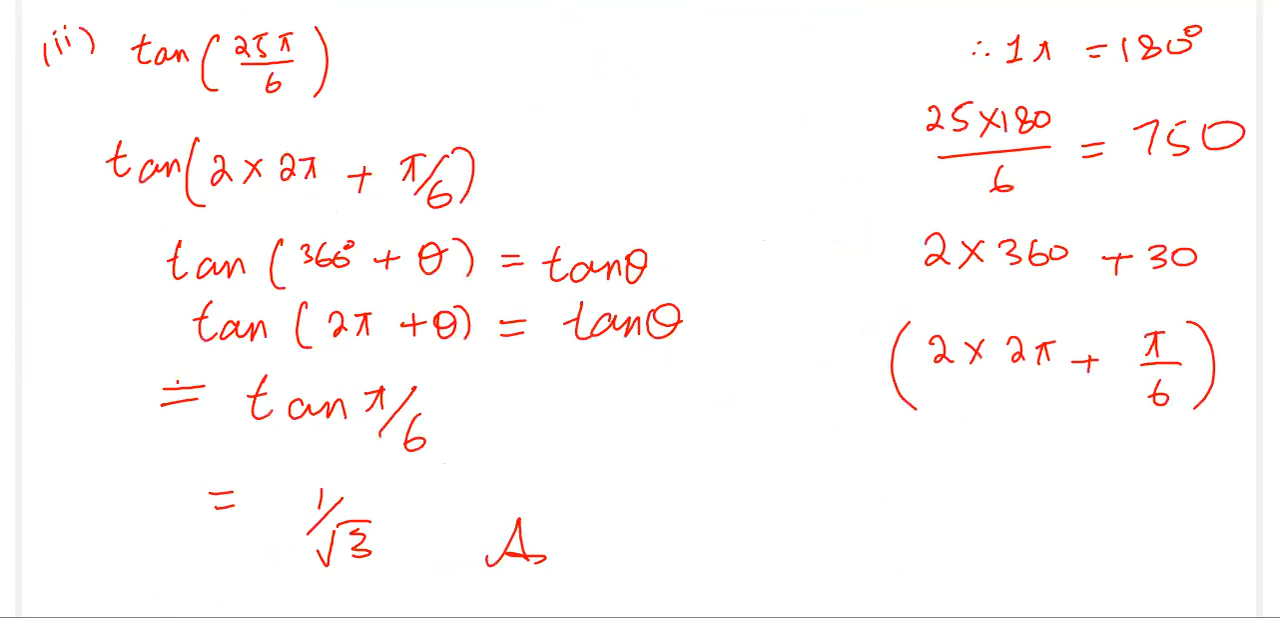 (ii) tan(25π/6)
tan(2 × 2π + π/6)
tan(360° + θ) = tanθ
tan(2π + θ) = tanθ
≐ tan π/6
= 1/√3 A
∴ 1π = 180°
25×180/6 = 750
2 × 360 + 30
(2 × 2π + π/6)